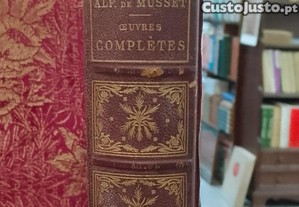 CustoJusto.pt
ALF. DE MUSSET
ŒUVRES
COMPLÈTES